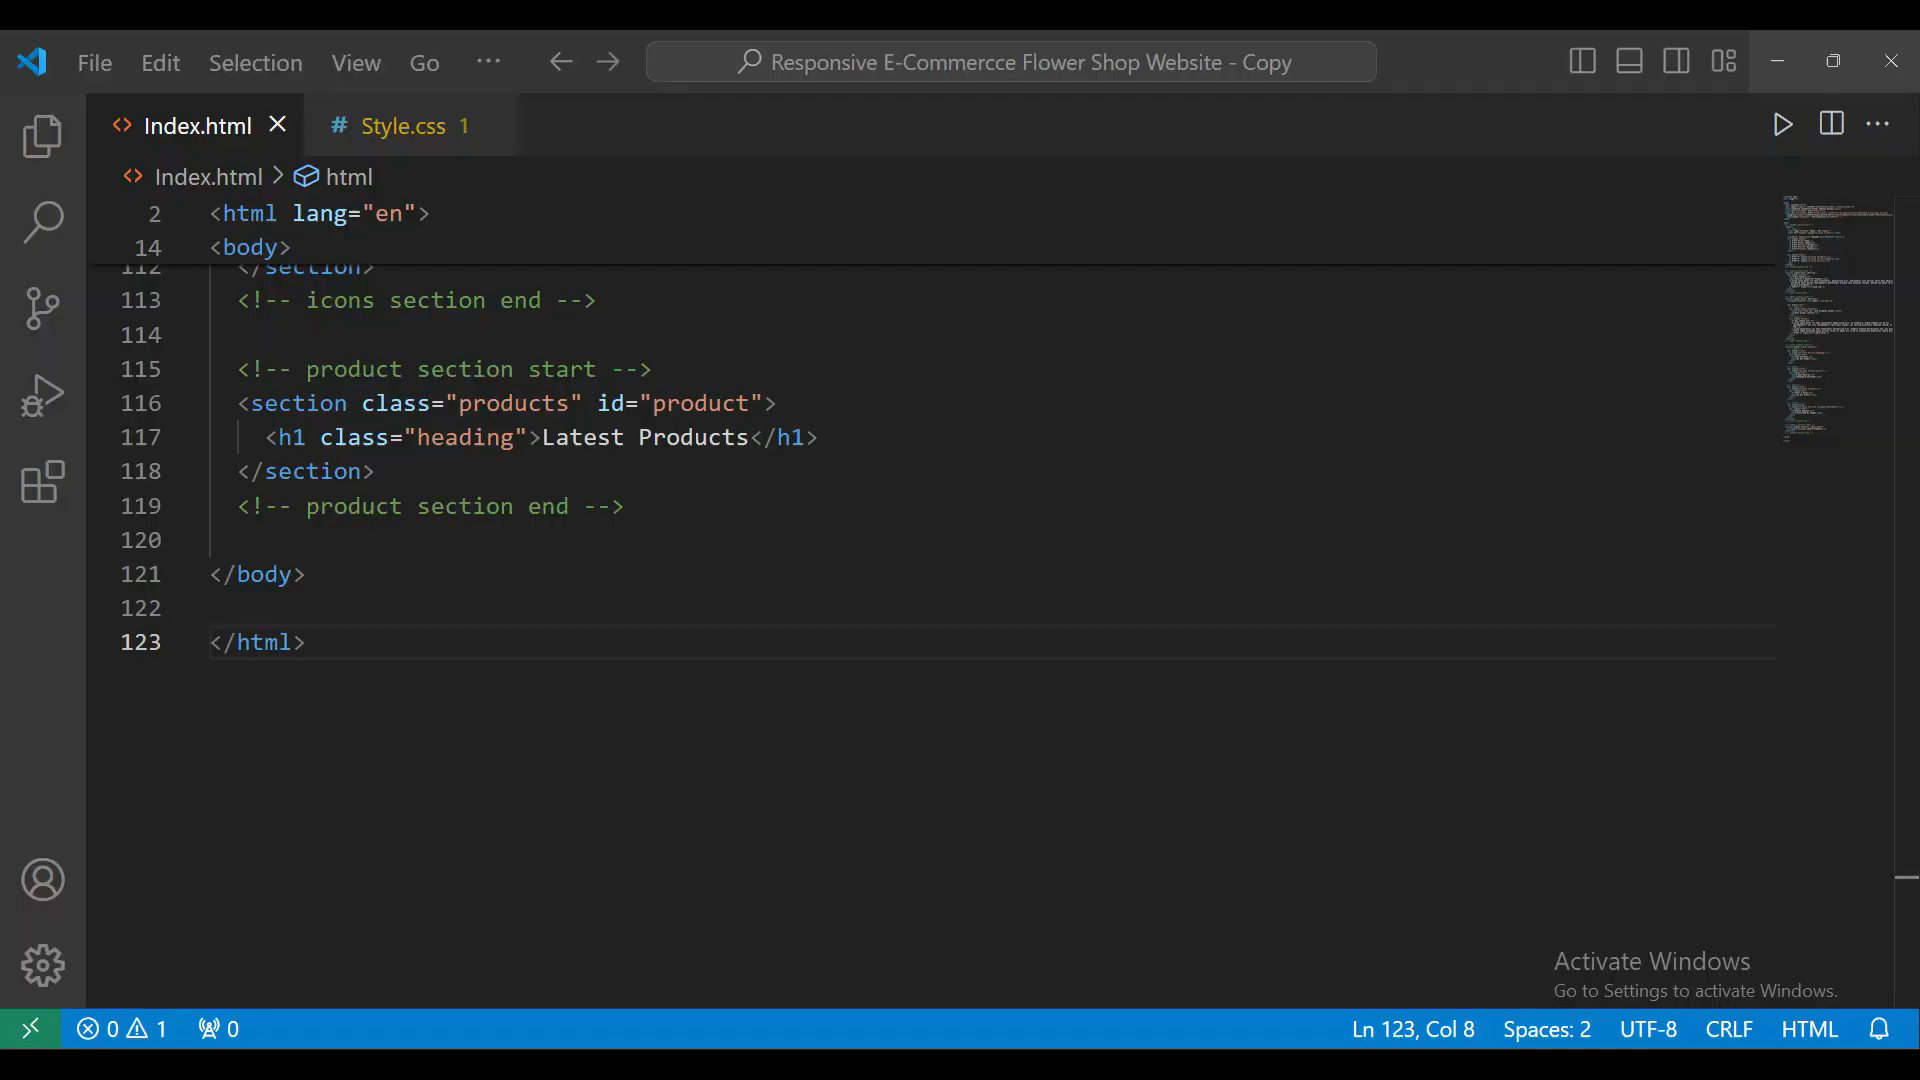 File Edit Selection View Go ··· Responsive E-Commercce Flower Shop Website - Copy
Index.html # Style.css 1
Index.html > html
2 <html lang="en">
14 <body>
112 </section>
113 <!-- icons section end -->
114
115 <!-- product section start -->
116 <section class="products" id="product">
117 <h1 class="heading">Latest Products</h1>
118 </section>
119 <!-- product section end -->
120
121 </body>
122
123 </html>
Activate Windows
Go to Settings to activate Windows.
0 1 0 Ln 123, Col 8 Spaces: 2 UTF-8 CRLF HTML